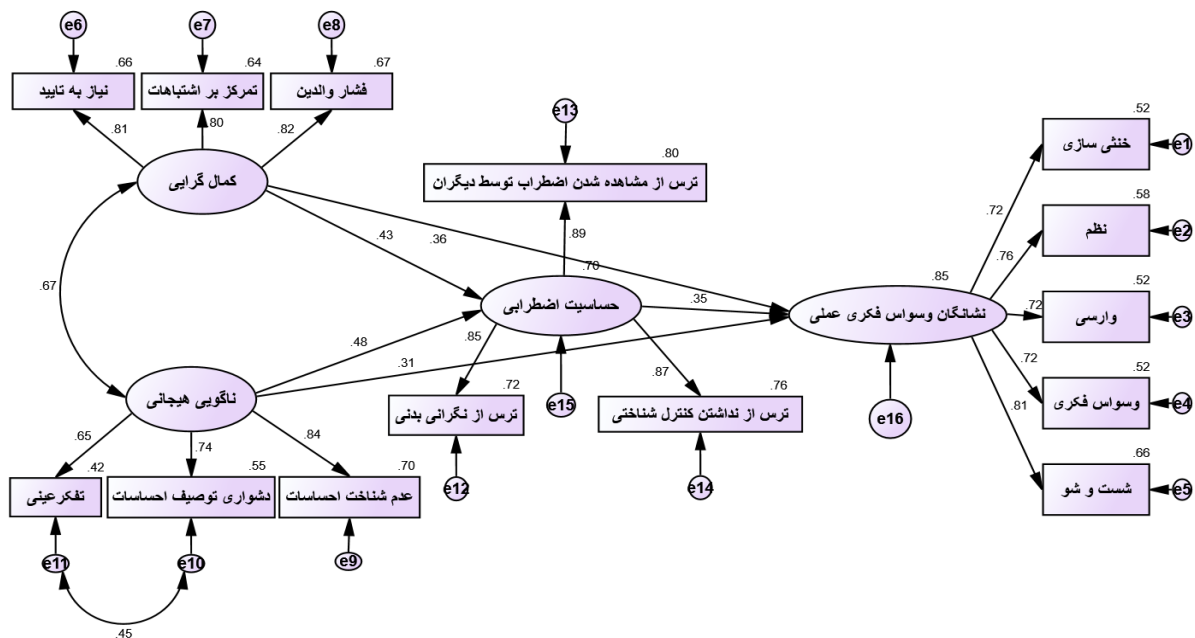 e6
e7
e8
.66
.64
.67
نیاز به تایید
تمرکز بر اشتباهات
فشار والدین
.81
.80
.82
کمال گرایی
e13
.80
ترس از مشاهده شدن اضطراب توسط دیگران
.89
.52
خنثی سازی
e1
.72
.58
نظم
e2
.76
.43
.36
.67
.70
حساسیت اضطرابی
.35
.85
نشانگان وسواس فکری عملی
.52
وارسی
e3
.72
.48
.31
.85
.87
e15
e16
.72
.52
وسواس فکری
e4
.81
.66
شست و شو
e5
ناگویی هیجانی
.72
ترس از نگرانی بدنی
e12
.76
ترس از نداشتن کنترل شناختی
e14
.65
.74
.84
.42
.55
.70
تفکرعینی
دشواری توصیف احساسات
عدم شناخت احساسات
e11
e10
e9
.45